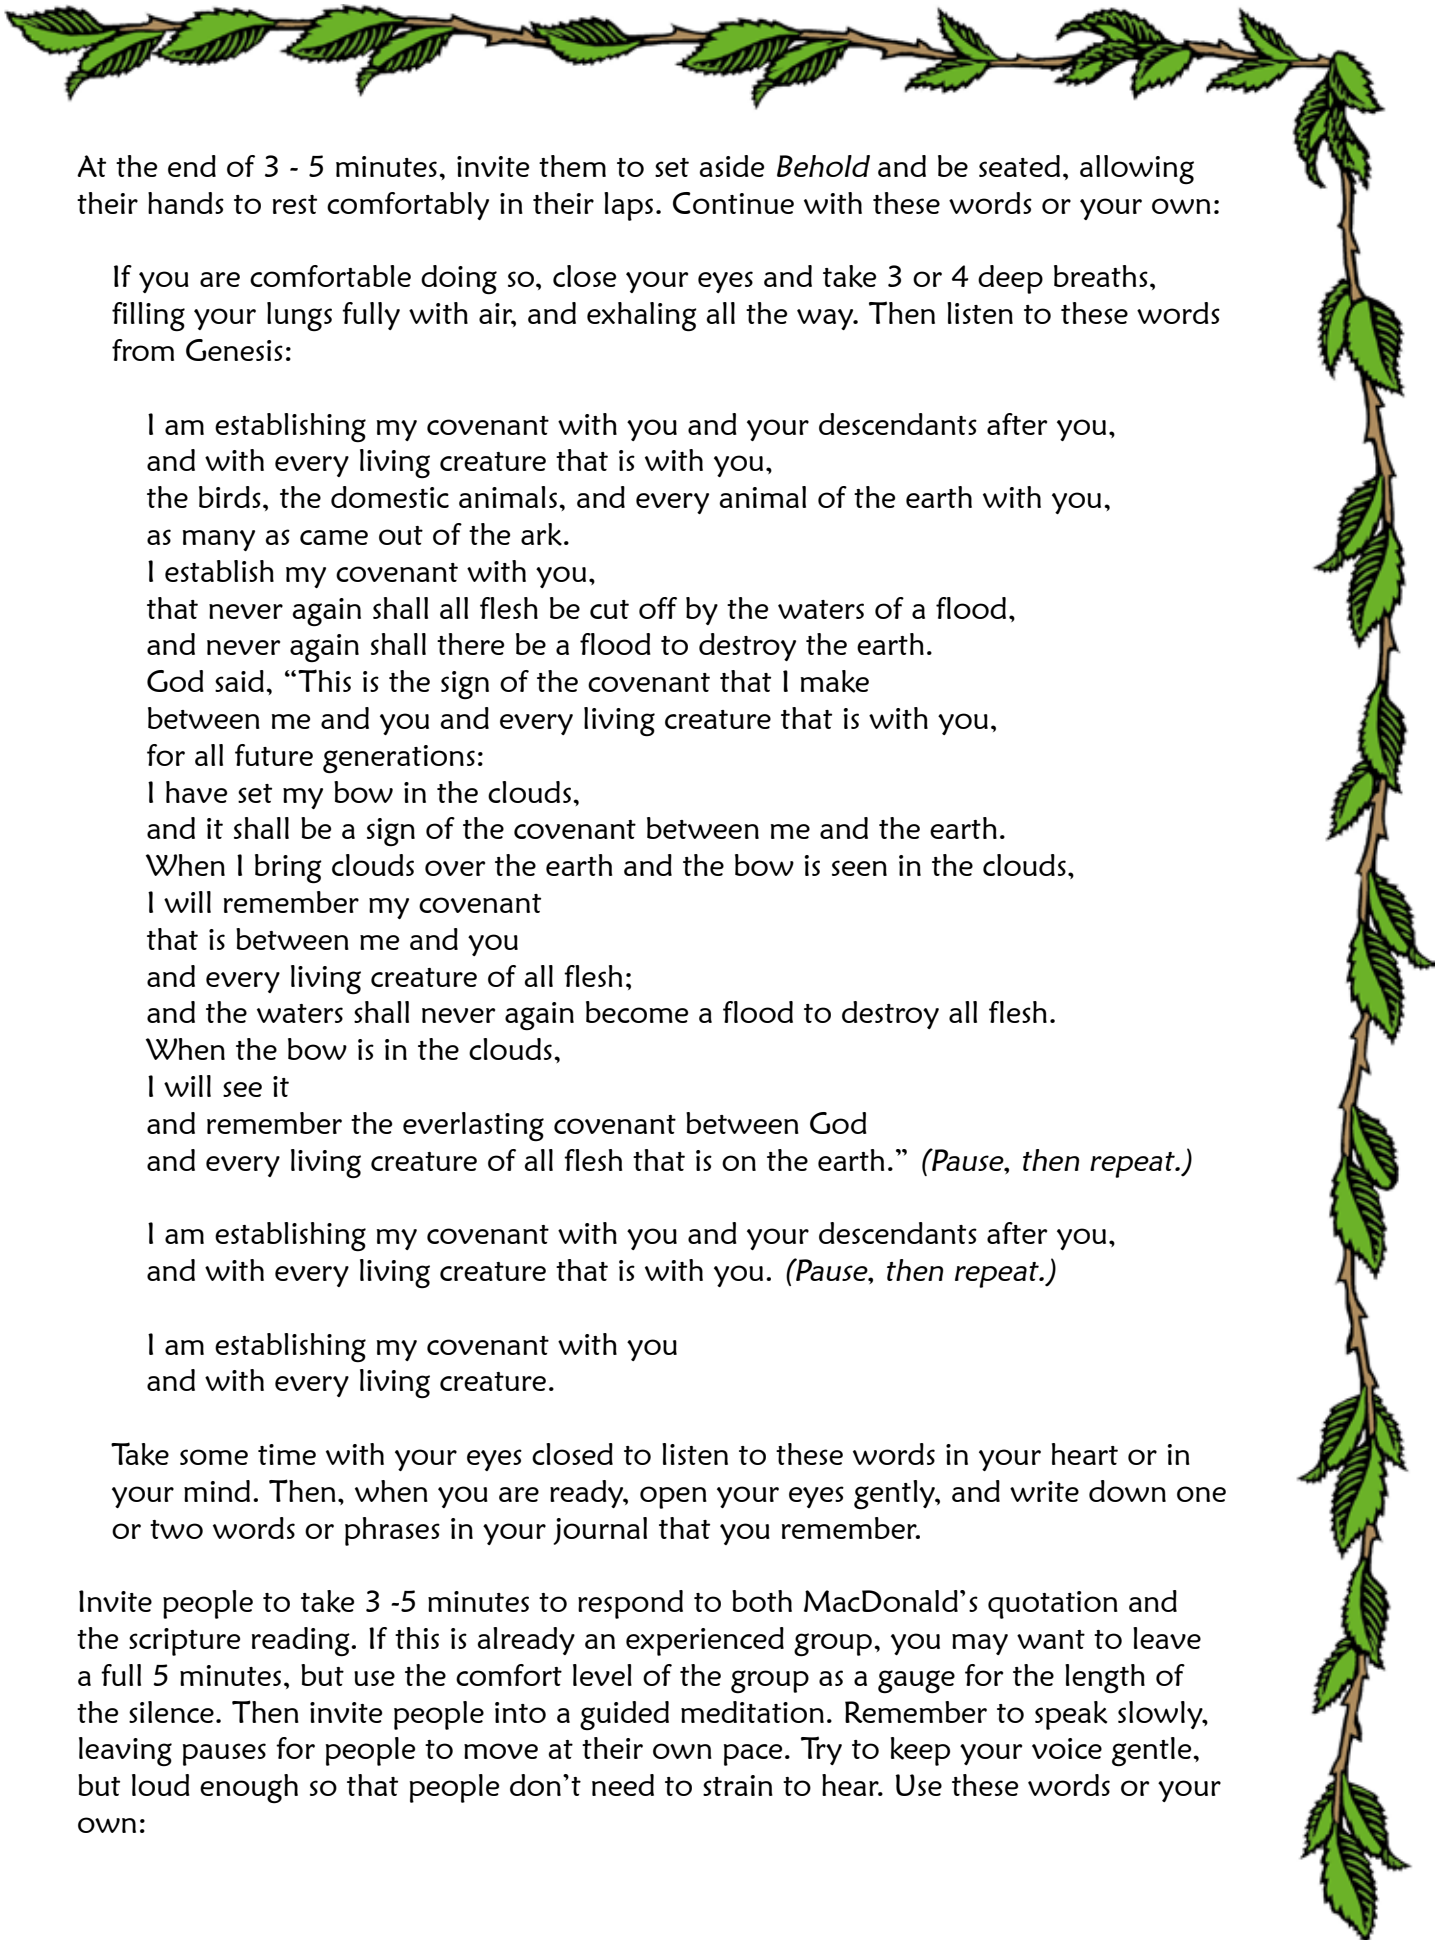 At the end of 3 - 5 minutes, invite them to set aside Behold and be seated, allowing
their hands to rest comfortably in their laps. Continue with these words or your own:
If you are comfortable doing so, close your eyes and take 3 or 4 deep breaths,
filling your lungs fully with air, and exhaling all the way. Then listen to these words
from Genesis:
I am establishing my covenant with you and your descendants after you,
and with every living creature that is with you,
the birds, the domestic animals, and every animal of the earth with you,
as many as came out of the ark.
I establish my covenant with you,
that never again shall all flesh be cut off by the waters of a flood,
and never again shall there be a flood to destroy the earth.
God said, “This is the sign of the covenant that I make
between me and you and every living creature that is with you,
for all future generations:
I have set my bow in the clouds,
and it shall be a sign of the covenant between me and the earth.
When I bring clouds over the earth and the bow is seen in the clouds,
I will remember my covenant
that is between me and you
and every living creature of all flesh;
and the waters shall never again become a flood to destroy all flesh.
When the bow is in the clouds,
I will see it
and remember the everlasting covenant between God
and every living creature of all flesh that is on the earth.” (Pause, then repeat.)
I am establishing my covenant with you and your descendants after you,
and with every living creature that is with you. (Pause, then repeat.)
I am establishing my covenant with you
and with every living creature.
Take some time with your eyes closed to listen to these words in your heart or in
your mind. Then, when you are ready, open your eyes gently, and write down one
or two words or phrases in your journal that you remember.
Invite people to take 3 -5 minutes to respond to both MacDonald’s quotation and
the scripture reading. If this is already an experienced group, you may want to leave
a full 5 minutes, but use the comfort level of the group as a gauge for the length of
the silence. Then invite people into a guided meditation. Remember to speak slowly,
leaving pauses for people to move at their own pace. Try to keep your voice gentle,
but loud enough so that people don’t need to strain to hear. Use these words or your
own: